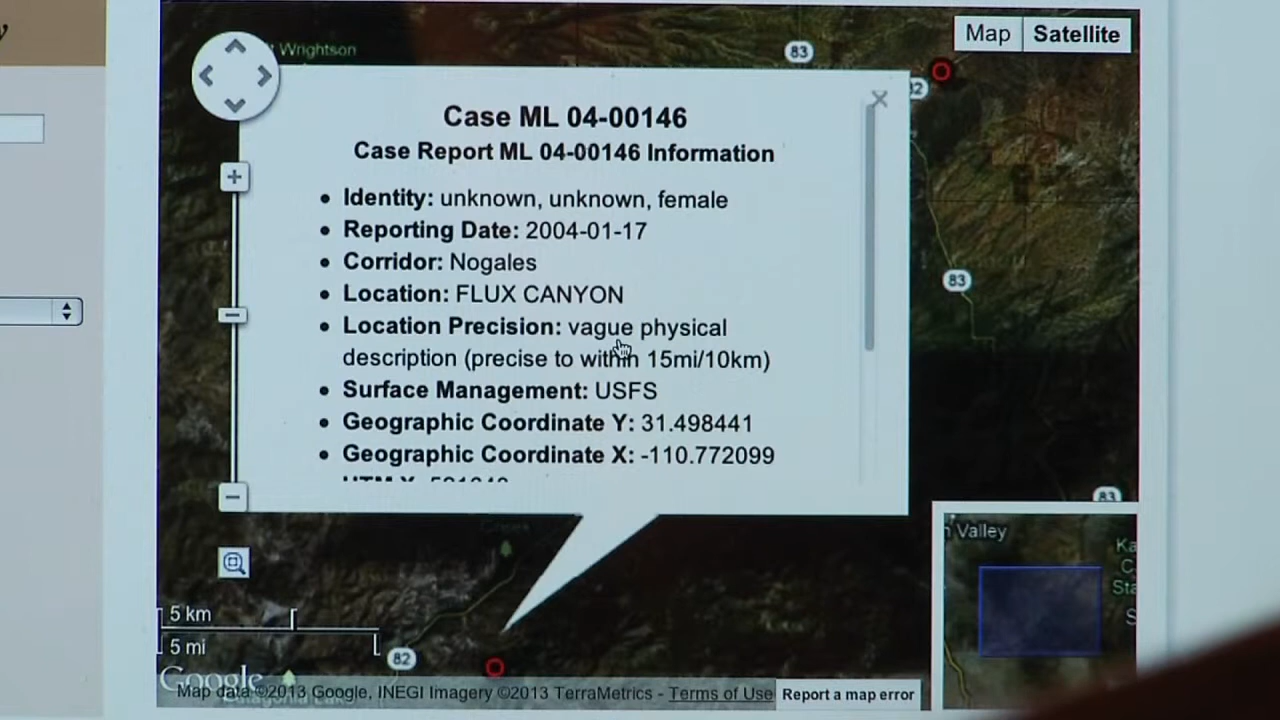 y
t Wrightson
83
Map
Satellite
82
Case ML 04-00146
Case Report ML 04-00146 Information
Identity: unknown, unknown, female
Reporting Date: 2004-01-17
Corridor: Nogales
Location: FLUX CANYON
Location Precision: vague physical
description (precise to within 15mi/10km)
Surface Management: USFS
Geographic Coordinate Y: 31.498441
Geographic Coordinate X: -110.772099
83
83
n Valley
Ka
C
Sta
S
5 km
5 mi
82
Google
Map data ©2013 Google, INEGI Imagery ©2013 TerraMetrics - Terms of Use
Report a map error